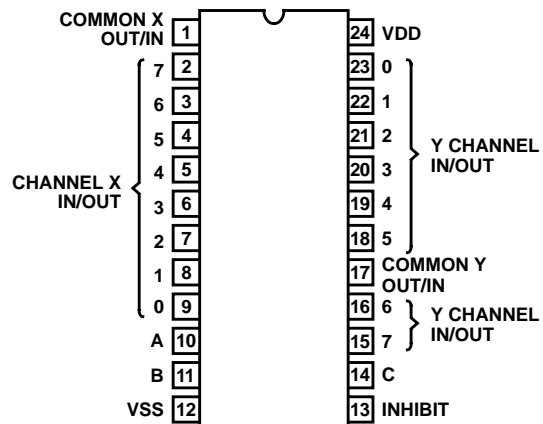 COMMON X
OUT/IN 1
24 VDD
7 2
23 0
6 3
22 1
5 4
21 2
4 5
20 3
CHANNEL X
IN/OUT
Y CHANNEL
IN/OUT
3 6
19 4
2 7
18 5
1 8
17 COMMON Y
OUT/IN
0 9
16 6
A 10
15 7
Y CHANNEL
IN/OUT
B 11
14 C
VSS 12
13 INHIBIT